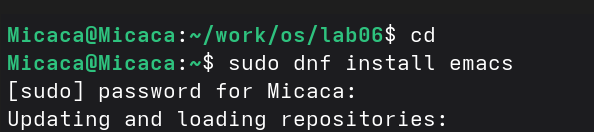 Micaca@Micaca:~/work/os/lab06$ cd
Micaca@Micaca:~$ sudo dnf install emacs
[sudo] password for Micaca:
Updating and loading repositories: